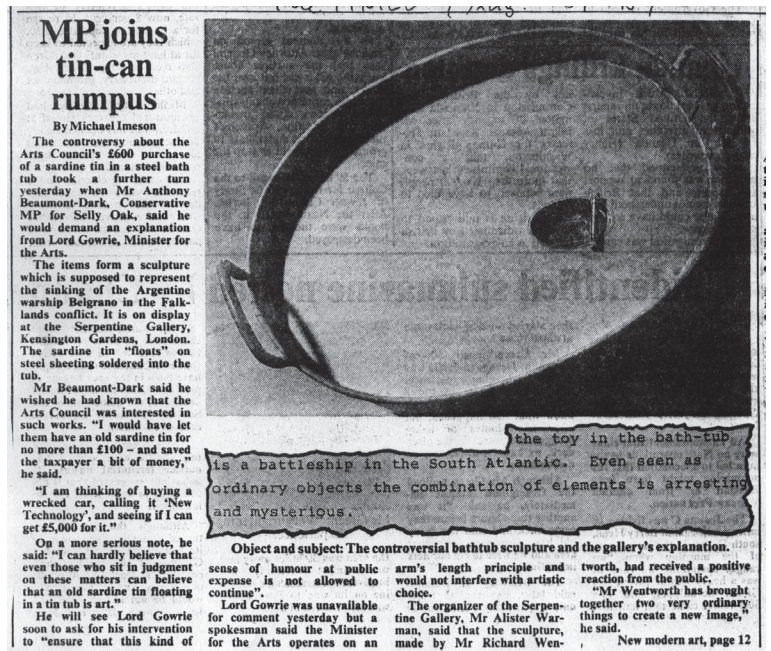 MP joins
tin-can
rumpus
By Michael Imeson
The controversy about the
Arts Council's £600 purchase
of a sardine tin in a steel bath
tub took a further turn
yesterday when Mr Anthony
Beaumont-Dark, Conservative
MP for Selly Oak, said he
would demand an explanation
from Lord Gowrie, Minister for
the Arts.
The items form a sculpture
which is supposed to represent
the sinking of the Argentine
warship Belgrano in the Falk-
lands conflict. It is on display
at the Serpentine Gallery,
Kensington Gardens, London.
The sardine tin "floats" on
steel sheeting soldered into the
tub.
Mr Beaumont-Dark said he
wished he had known that the
Arts Council was interested in
such works. "I would have let
them have an old sardine tin for
no more than £100 – and saved
the taxpayer a bit of money,"
he said.
"I am thinking of buying a
wrecked car, calling it 'New
Technology', and seeing if I can
get £5,000 for it."
On a more serious note, he
said: "I can hardly believe that
even those who sit in judgment
on these matters can believe
that an old sardine tin floating
in a tin tub is art."
He will see Lord Gowrie
soon to ask for his intervention
to "ensure that this kind of
the toy in the bath-tub
is a battleship in the South Atlantic. Even seen as
ordinary objects the combination of elements is arresting
and mysterious.
Object and subject: The controversial bathtub sculpture and the gallery's explanation.
sense of humour at public
expense is not allowed to
continue".
Lord Gowrie was unavailable
for comment yesterday but a
spokesman said the Minister
for the Arts operates on an
arm's length principle and
would not interfere with artistic
choice.
The organizer of the Serpen-
tine Gallery, Mr Alister War-
man, said that the sculpture,
made by Mr Richard Wen-
tworth, had received a positive
reaction from the public.
"Mr Wentworth has brought
together two very ordinary
things to create a new image,"
he said.
New modern art, page 12